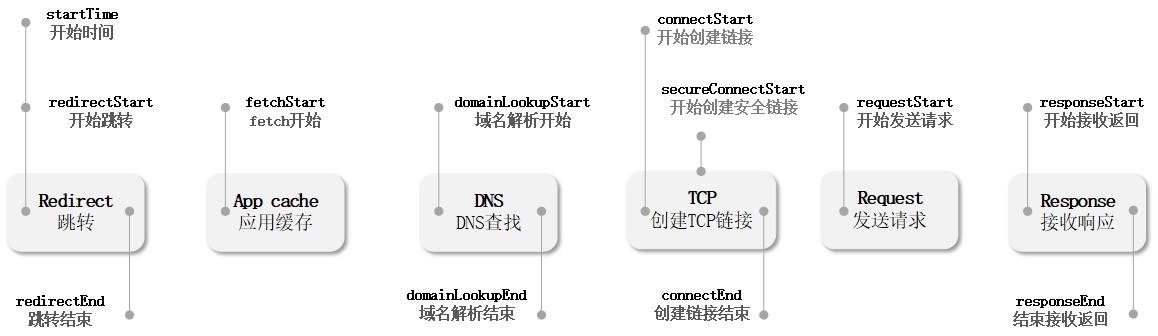 startTime
开始时间
redirectStart
开始跳转
fetchStart
fetch开始
domainLookupStart
域名解析开始
connectStart
开始创建链接
secureConnectStart
开始创建安全链接
requestStart
开始发送请求
responseStart
开始接收返回
Redirect
跳转
App cache
应用缓存
DNS
DNS查找
TCP
创建TCP链接
Request
发送请求
Response
接收响应
redirectEnd
跳转结束
domainLookupEnd
域名解析结束
connectEnd
创建链接结束
responseEnd
结束接收返回